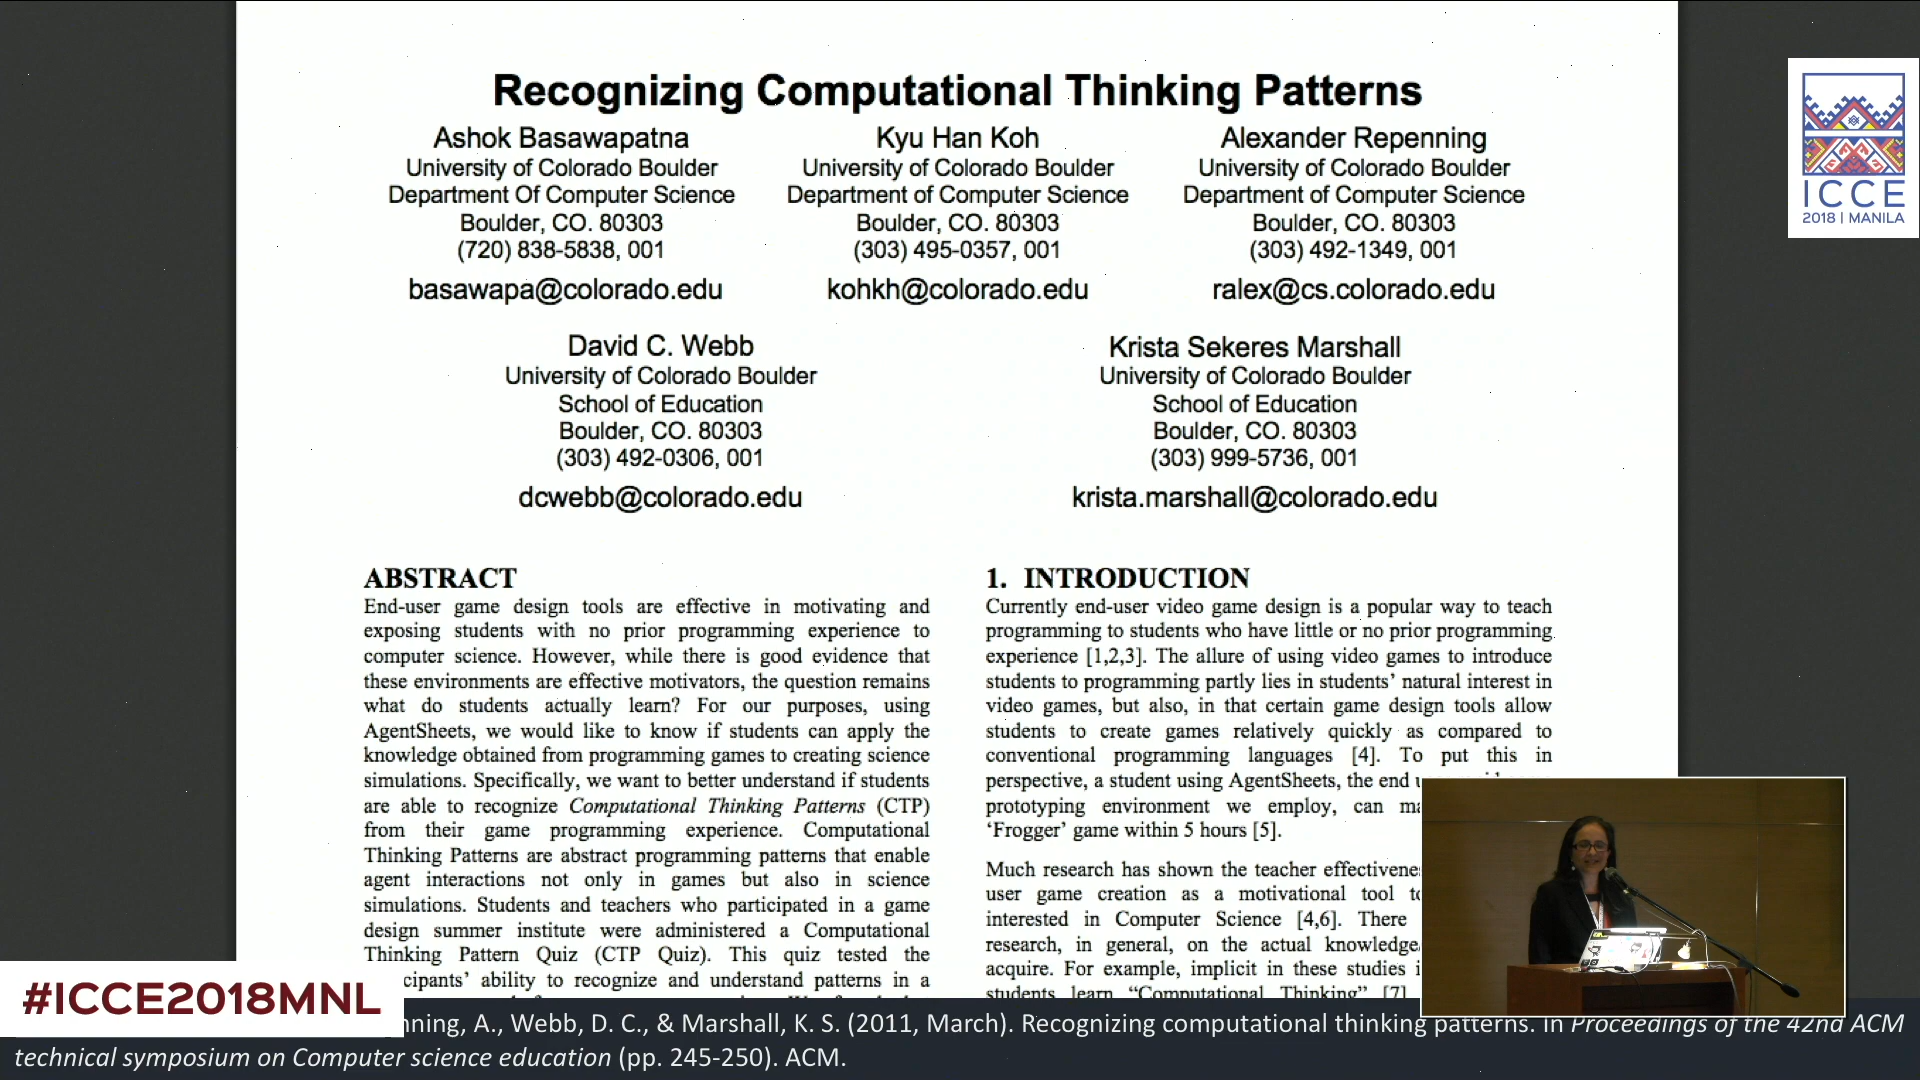 Recognizing Computational Thinking Patterns
Ashok Basawapatna
University of Colorado Boulder
Department Of Computer Science
Boulder, CO. 80303
(720) 838-5838, 001
basawapa@colorado.edu
Kyu Han Koh
University of Colorado Boulder
Department of Computer Science
Boulder, CO. 80303
(303) 495-0357, 001
kohkh@colorado.edu
Alexander Repenning
University of Colorado Boulder
Department of Computer Science
Boulder, CO. 80303
(303) 492-1349, 001
ralex@cs.colorado.edu
David C. Webb
University of Colorado Boulder
School of Education
Boulder, CO. 80303
(303) 492-0306, 001
dcwebb@colorado.edu
Krista Sekeres Marshall
University of Colorado Boulder
School of Education
Boulder, CO. 80303
(303) 999-5736, 001
krista.marshall@colorado.edu
ABSTRACT
End-user game design tools are effective in motivating and
exposing students with no prior programming experience to
computer science. However, while there is good evidence that
these environments are effective motivators, the question remains
what do students actually learn? For our purposes, using
AgentSheets, we would like to know if students can apply the
knowledge obtained from programming games to creating science
simulations. Specifically, we want to better understand if students
are able to recognize Computational Thinking Patterns (CTP)
from their game programming experience. Computational
Thinking Patterns are abstract programming patterns that enable
agent interactions not only in games but also in science
simulations. Students and teachers who participated in a game
design summer institute were administered a Computational
Thinking Pattern Quiz (CTP Quiz). This quiz tested the
cipants' ability to recognize and understand patterns in a
1. INTRODUCTION
Currently end-user video game design is a popular way to teach
programming to students who have little or no prior programming
experience [1,2,3]. The allure of using video games to introduce
students to programming partly lies in students' natural interest in
video games, but also, in that certain game design tools allow
students to create games relatively quickly as compared to
conventional programming languages [4]. To put this in
perspective, a student using AgentSheets, the end
prototyping environment we employ, can
'Frogger' game within 5 hours [5].
Much research has shown the teacher
user game creation as a motivational tool
interested in Computer Science [4,6]. There
research, in general, on the actual knowledge
acquire. For example, implicit in these studies
students learn "Computational Thinking" [7]
ICCE
2018 | MANILA
#ICCE2018MNL
nning, A., Webb, D. C., & Marshall, K. S. (2011, March). Recognizing computational thinking patterns. In Proceedings of the 42nd ACM
technical symposium on Computer science education (pp. 245-250). ACM.